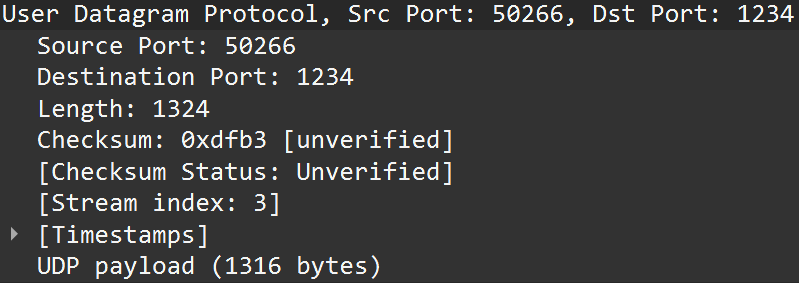 User Datagram Protocol, Src Port: 50266, Dst Port: 1234
Source Port: 50266
Destination Port: 1234
Length: 1324
Checksum: 0xdfb3 [unverified]
[Checksum Status: Unverified]
[Stream index: 3]
[Timestamps]
UDP payload (1316 bytes)